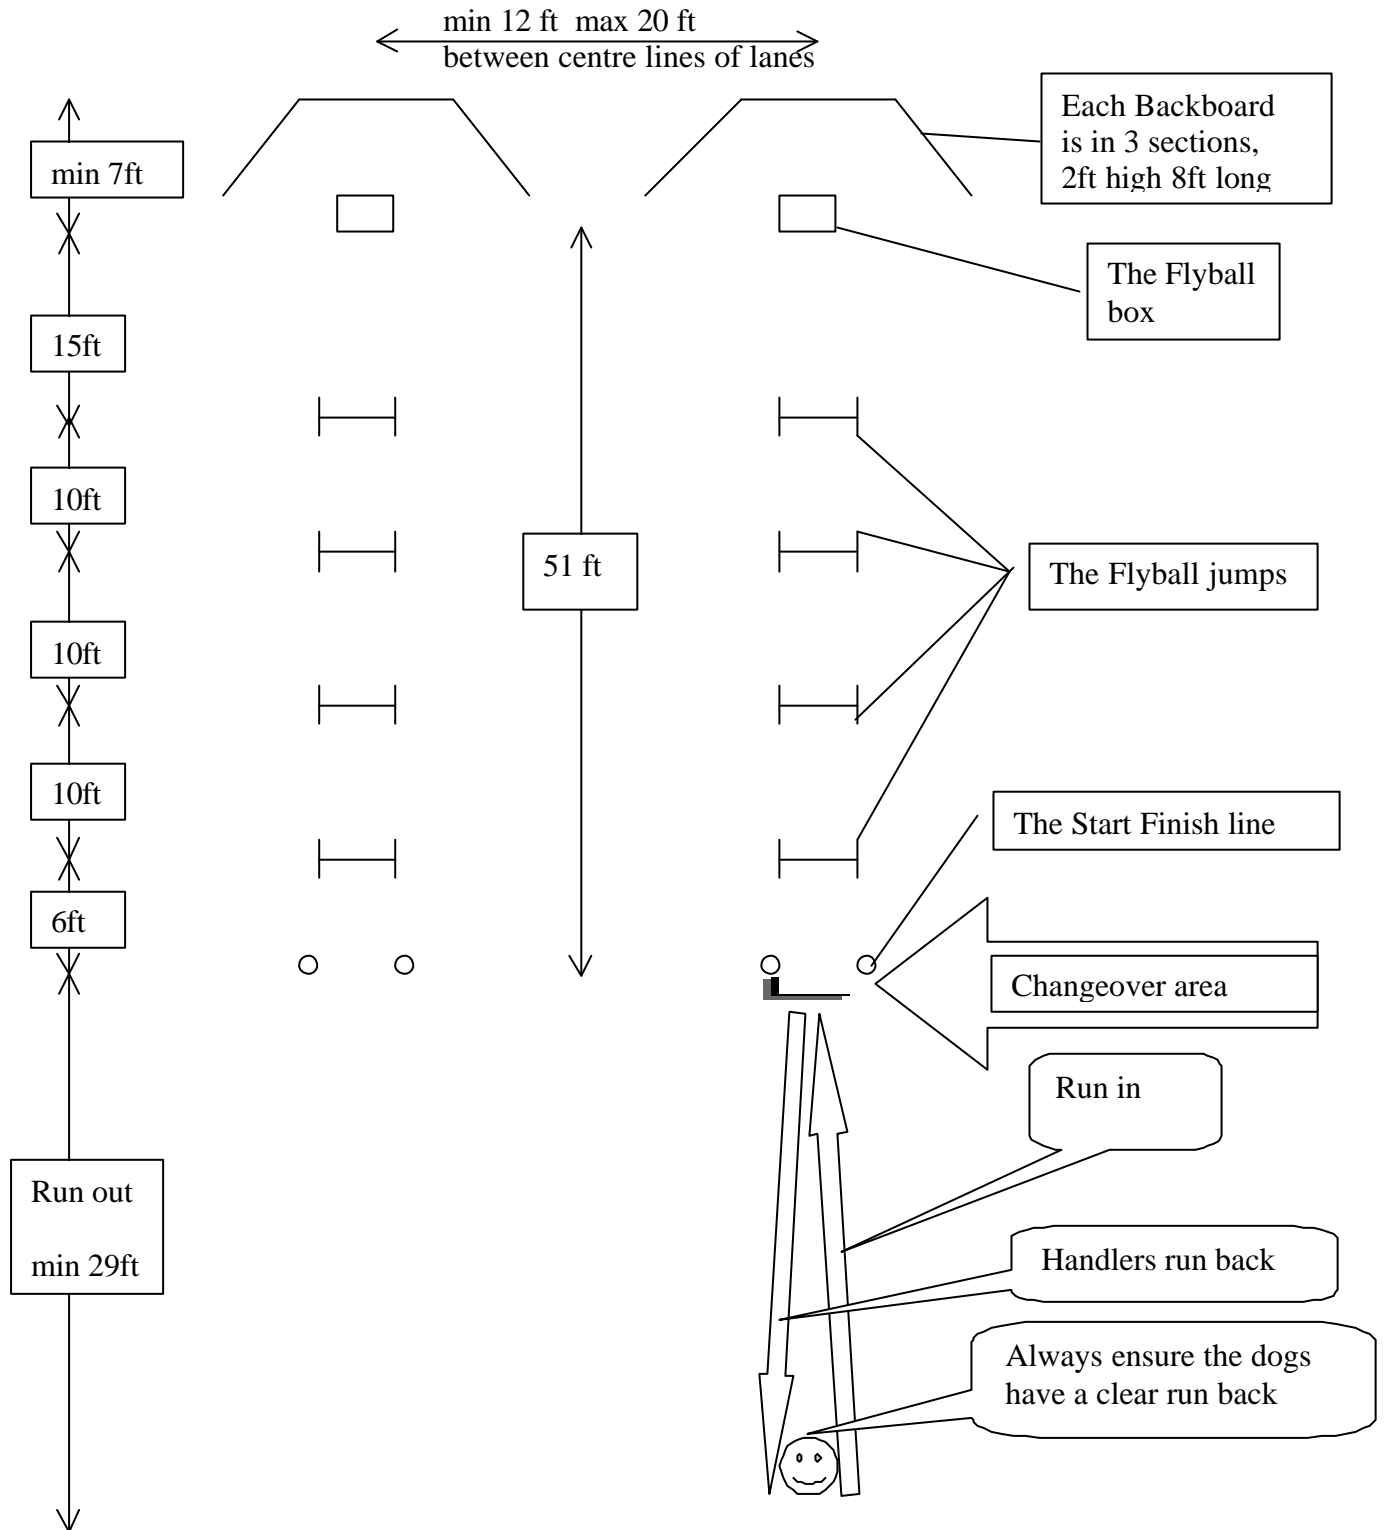 min 12 ft  max 20 ft
between centre lines of lanes
Each Backboard
is in 3 sections,
2ft high 8ft long
min 7ft
The Flyball
box
15ft
10ft
51 ft
The Flyball jumps
10ft
10ft
The Start Finish line
6ft
Changeover area
Run in
Run out
min 29ft
Handlers run back
Always ensure the dogs
have a clear run back